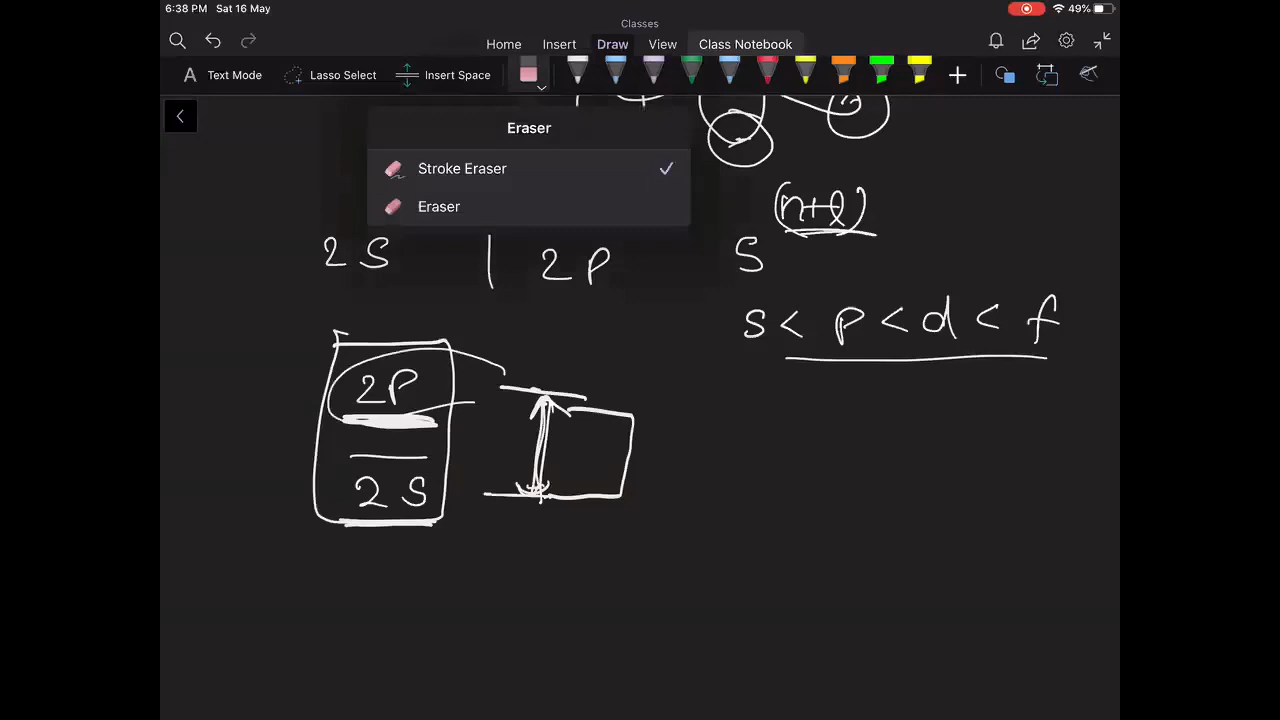 6:38 PM Sat 16 May
49%
Classes
Home Insert Draw View Class Notebook
A Text Mode Lasso Select Insert Space
Eraser
Stroke Eraser
Eraser
(n+l)
2S | 2P S
s < p < d < f
2P
2S